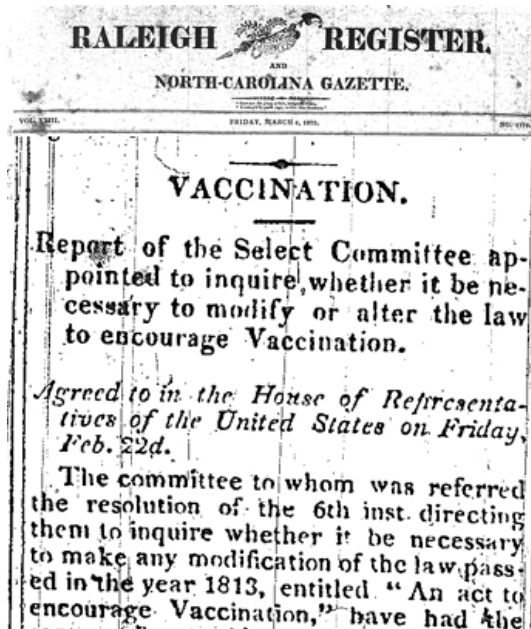 RALEIGH REGISTER,
AND
NORTH-CAROLINA GAZETTE.
VOL. XXIII.
FRIDAY, MARCH
NO.
VACCINATION.
Report of the Select Committee ap-
pointed to inquire whether it be ne-
cessary to modify or alter the law
to encourage Vaccination.
Agreed to in the House of Representa-
tives of the United States on Friday,
Feb. 22d.
The committee to whom was referred
the resolution of the 6th inst. directing
them to inquire whether it be necessary
to make any modification of the law pass-
ed in the year 1813, entitled "An act to
encourage Vaccination," have had the